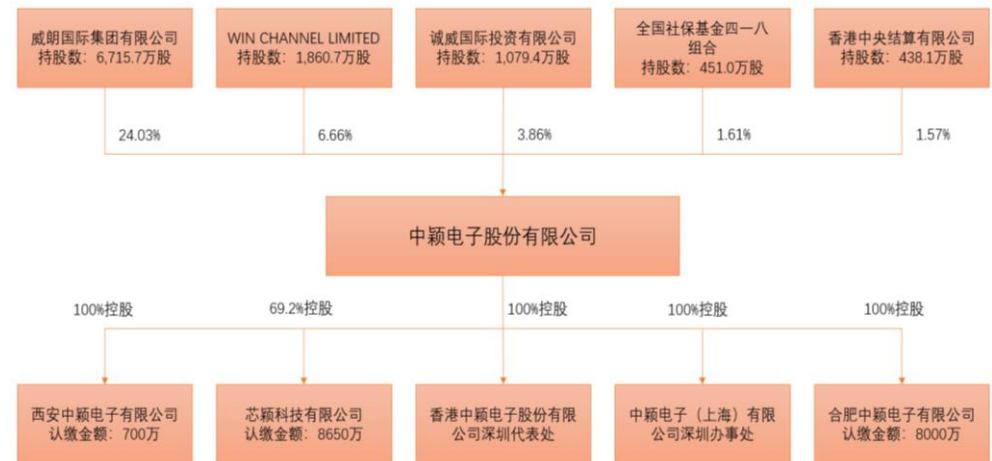 威朗国际集团有限公司
持股数：6,715.7万股
WIN CHANNEL LIMITED
持股数：1,860.7万股
诚威国际投资有限公司
持股数：1,079.4万股
全国社保基金四一八
组合
持股数：451.0万股
香港中央结算有限公司
持股数：438.1万股
24.03%
6.66%
3.86%
1.61%
1.57%
中颖电子股份有限公司
100%控股
69.2%控股
100%控股
100%控股
100%控股
西安中颖电子有限公司
认缴金额：700万
芯颖科技有限公司
认缴金额：8650万
香港中颖电子股份有限
公司深圳代表处
中颖电子（上海）有限
公司深圳办事处
合肥中颖电子有限公司
认缴金额：8000万